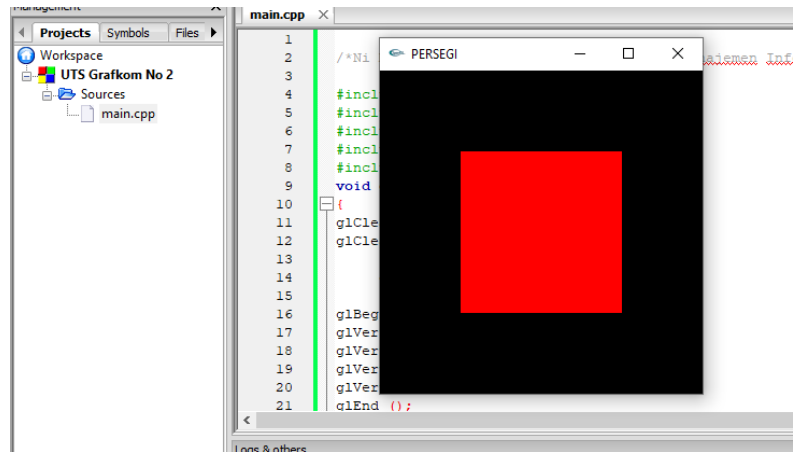 Management
main.cpp
Projects Symbols Files
Workspace
UTS Grafkom No 2
Sources
main.cpp
PERSEGI
1
2 /*Ni ajemen Inf
3
4 #incl
5 #incl
6 #incl
7 #incl
8 #incl
9 void
10 {
11 glCle
12 glCle
13
14
15
16 glBeg
17 glVer
18 glVer
19 glVer
20 glVer
21 glEnd ();
Logs & others